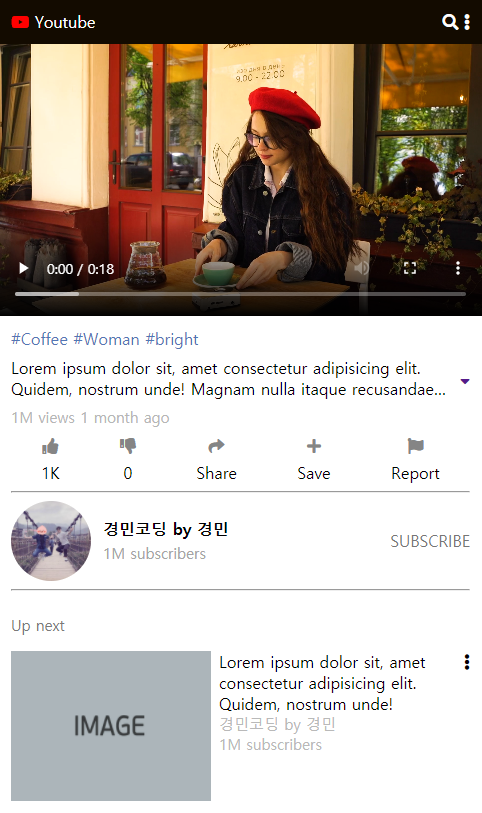 Youtube
9.00 - 22.00
0:00 / 0:18
#Coffee #Woman #bright
Lorem ipsum dolor sit, amet consectetur adipisicing elit.
Quidem, nostrum unde! Magnam nulla itaque recusandae...
1M views 1 month ago
1K 0 Share Save Report
경민코딩 by 경민
1M subscribers
SUBSCRIBE
Up next
IMAGE
Lorem ipsum dolor sit, amet
consectetur adipisicing elit.
Quidem, nostrum unde!
경민코딩 by 경민
1M subscribers